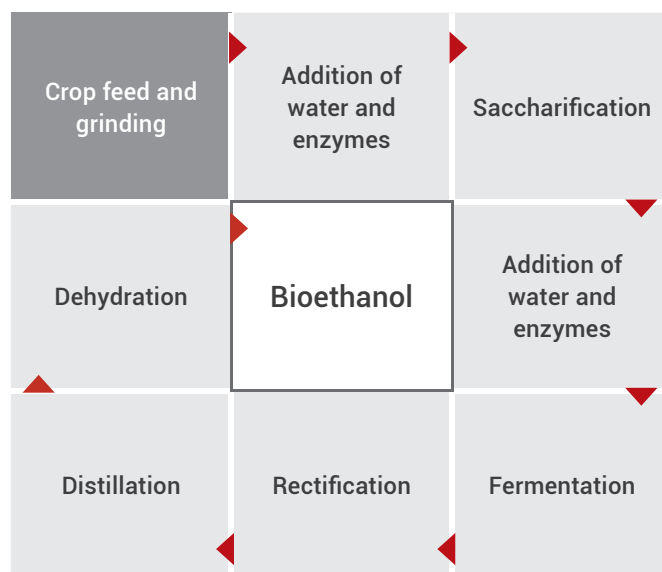 Crop feed and
grinding
Addition of
water and
enzymes
Saccharification
Dehydration
Bioethanol
Addition of
water and
enzymes
Distillation
Rectification
Fermentation